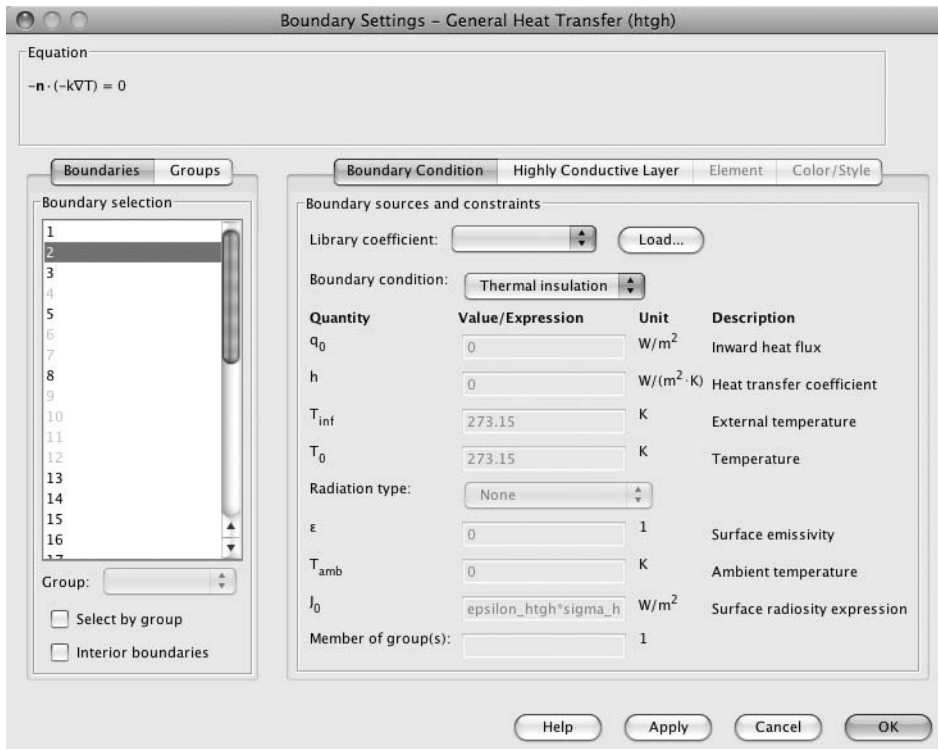 Boundary Settings – General Heat Transfer (htgh)
Equation
-n · (-k∇T) = 0
Boundaries Groups
Boundary selection
1
2
3
4
5
6
7
8
9
10
11
12
13
14
15
16
17
Group:
Select by group
Interior boundaries
Boundary Condition Highly Conductive Layer Element Color/Style
Boundary sources and constraints
Library coefficient: Load...
Boundary condition: Thermal insulation
Quantity Value/Expression Unit Description
q₀ 0 W/m² Inward heat flux
h 0 W/(m²·K) Heat transfer coefficient
T_inf 273.15 K External temperature
T₀ 273.15 K Temperature
Radiation type: None
ε 0 1 Surface emissivity
T_amb 0 K Ambient temperature
J₀ epsilon_htgh*sigma_h W/m² Surface radiosity expression
Member of group(s): 1
Help Apply Cancel OK